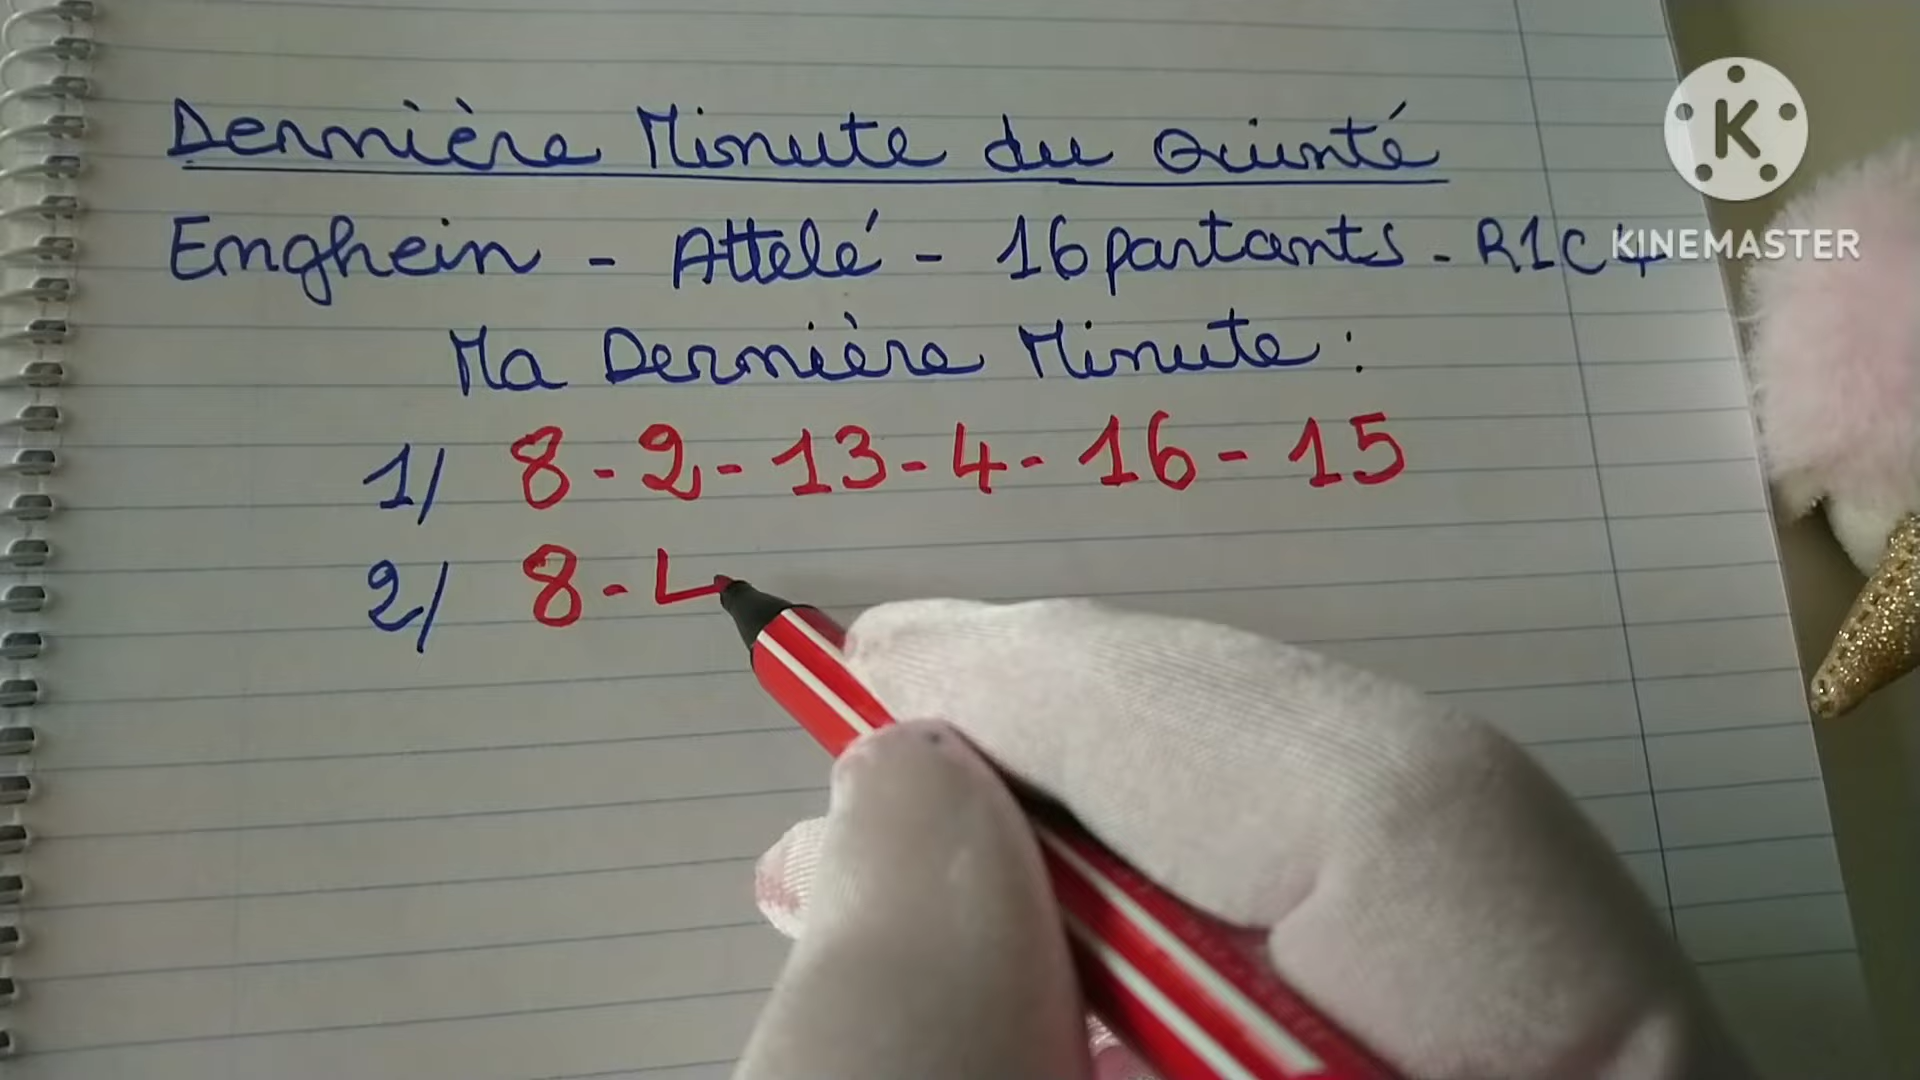 Dernière Minute du Quinté
Enghein - Attelé - 16 partants - R1C4
KINEMASTER
Ma Dernière Minute :
1/ 8 - 2 - 13 - 4 - 16 - 15
2/ 8 -